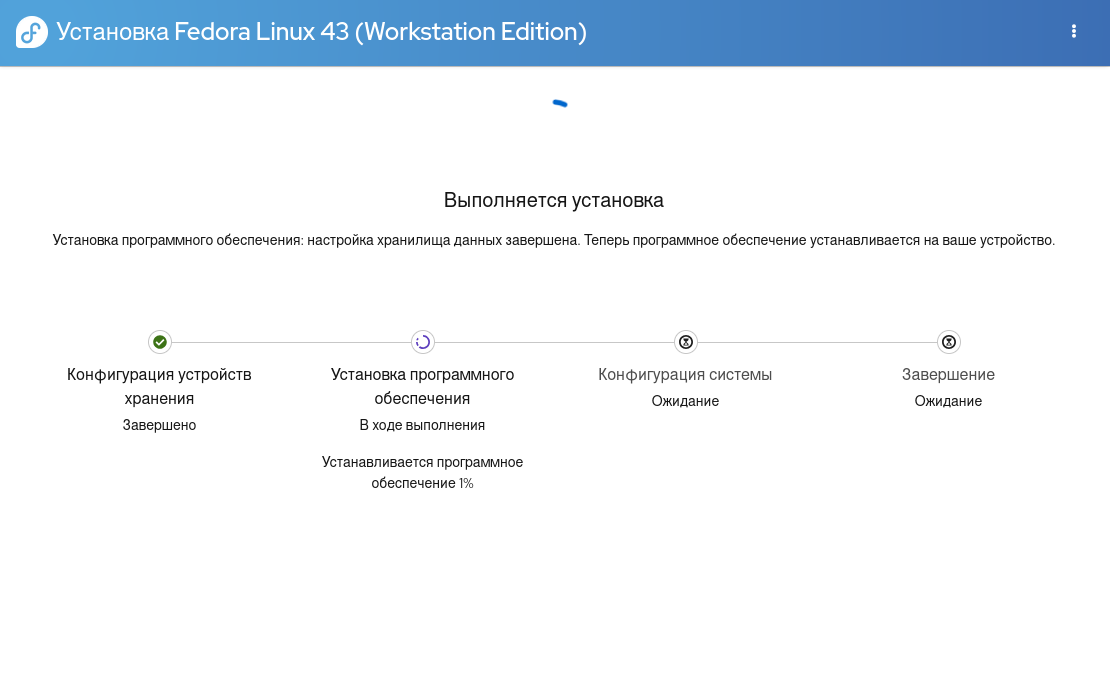 Установка Fedora Linux 43 (Workstation Edition)
Выполняется установка
Установка программного обеспечения: настройка хранилища данных завершена. Теперь программное обеспечение устанавливается на ваше устройство.
Конфигурация устройств
хранения
Завершено
Установка программного
обеспечения
В ходе выполнения
Устанавливается программное
обеспечение 1%
Конфигурация системы
Ожидание
Завершение
Ожидание